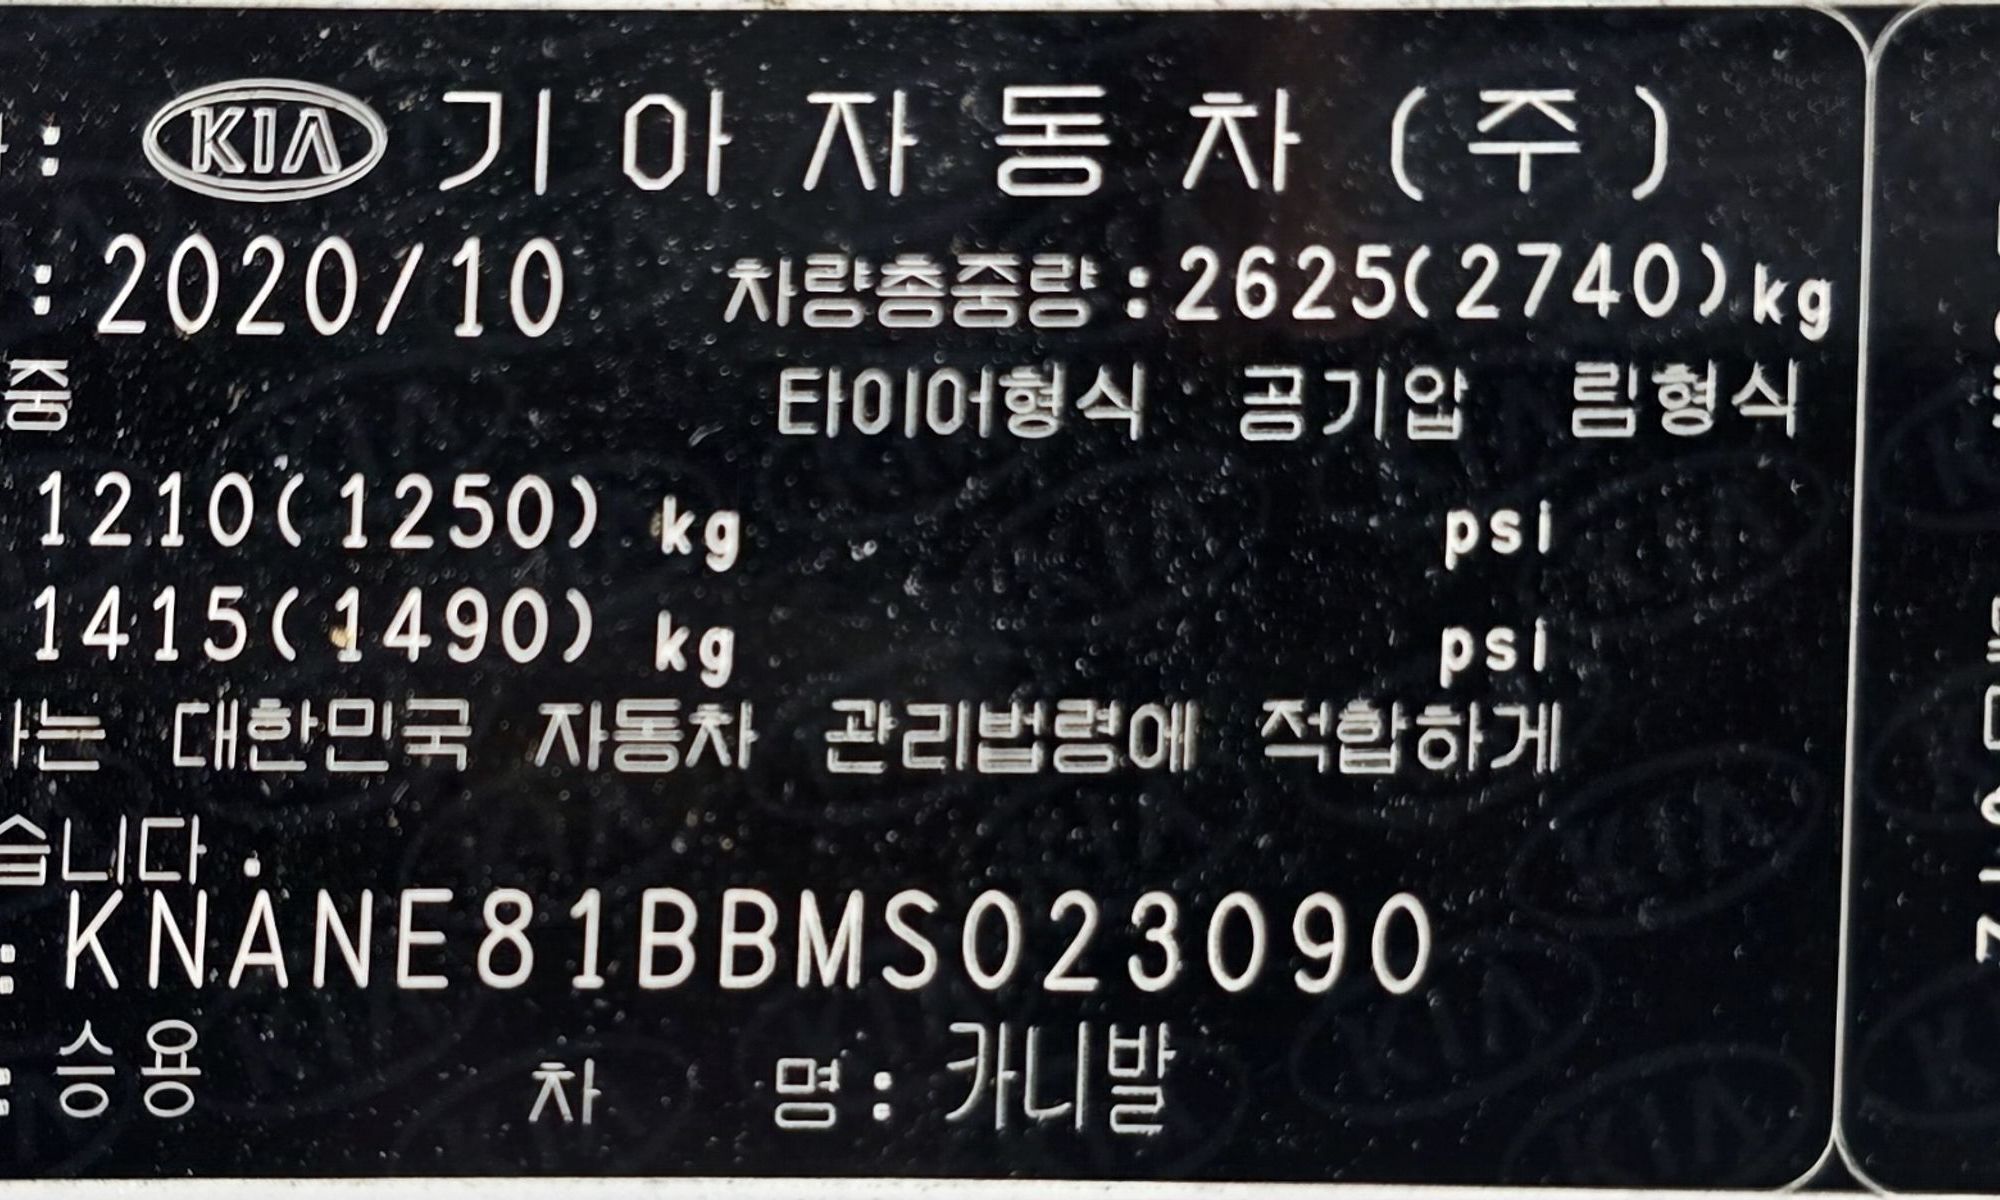 : KIA 기아자동차(주)
: 2020/10 차량총중량:2625(2740)kg
중 타이어형식 공기압 림형식
1210(1250) kg psi
1415(1490) kg psi
는 대한민국 자동차 관리법령에 적합하게
습니다.
: KNANE81BBMS023090
: 승용 차 명: 카니발